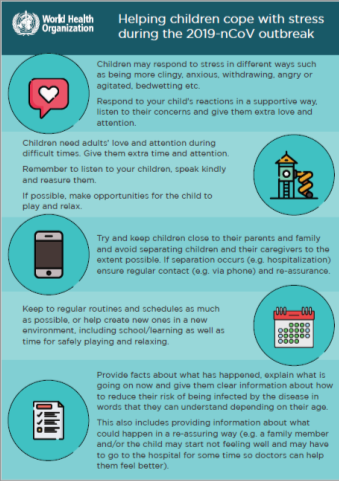 World Health
Organization
Helping children cope with stress
during the 2019-nCoV outbreak
Children may respond to stress in different ways such
as being more clingy, anxious, withdrawing, angry or
agitated, bedwetting etc.
Respond to your child's reactions in a supportive way,
listen to their concerns and give them extra love and
attention.
Children need adults' love and attention during
difficult times. Give them extra time and attention.
Remember to listen to your children, speak kindly
and reasure them.
If possible, make opportunities for the child to
play and relax.
Try and keep children close to their parents and family
and avoid separating children and their caregivers to the
extent possible. If separation occurs (e.g. hospitalization)
ensure regular contact (e.g. via phone) and re-assurance.
Keep to regular routines and schedules as much
as possible, or help create new ones in a new
environment, including school/learning as well as
time for safely playing and relaxing.
Provide facts about what has happened, explain what is
going on now and give them clear information about how
to reduce their risk of being infected by the disease in
words that they can understand depending on their age.
This also includes providing information about what
could happen in a re-assuring way (e.g. a family member
and/or the child may start not feeling well and may have
to go to the hospital for some time so doctors can help
them feel better).